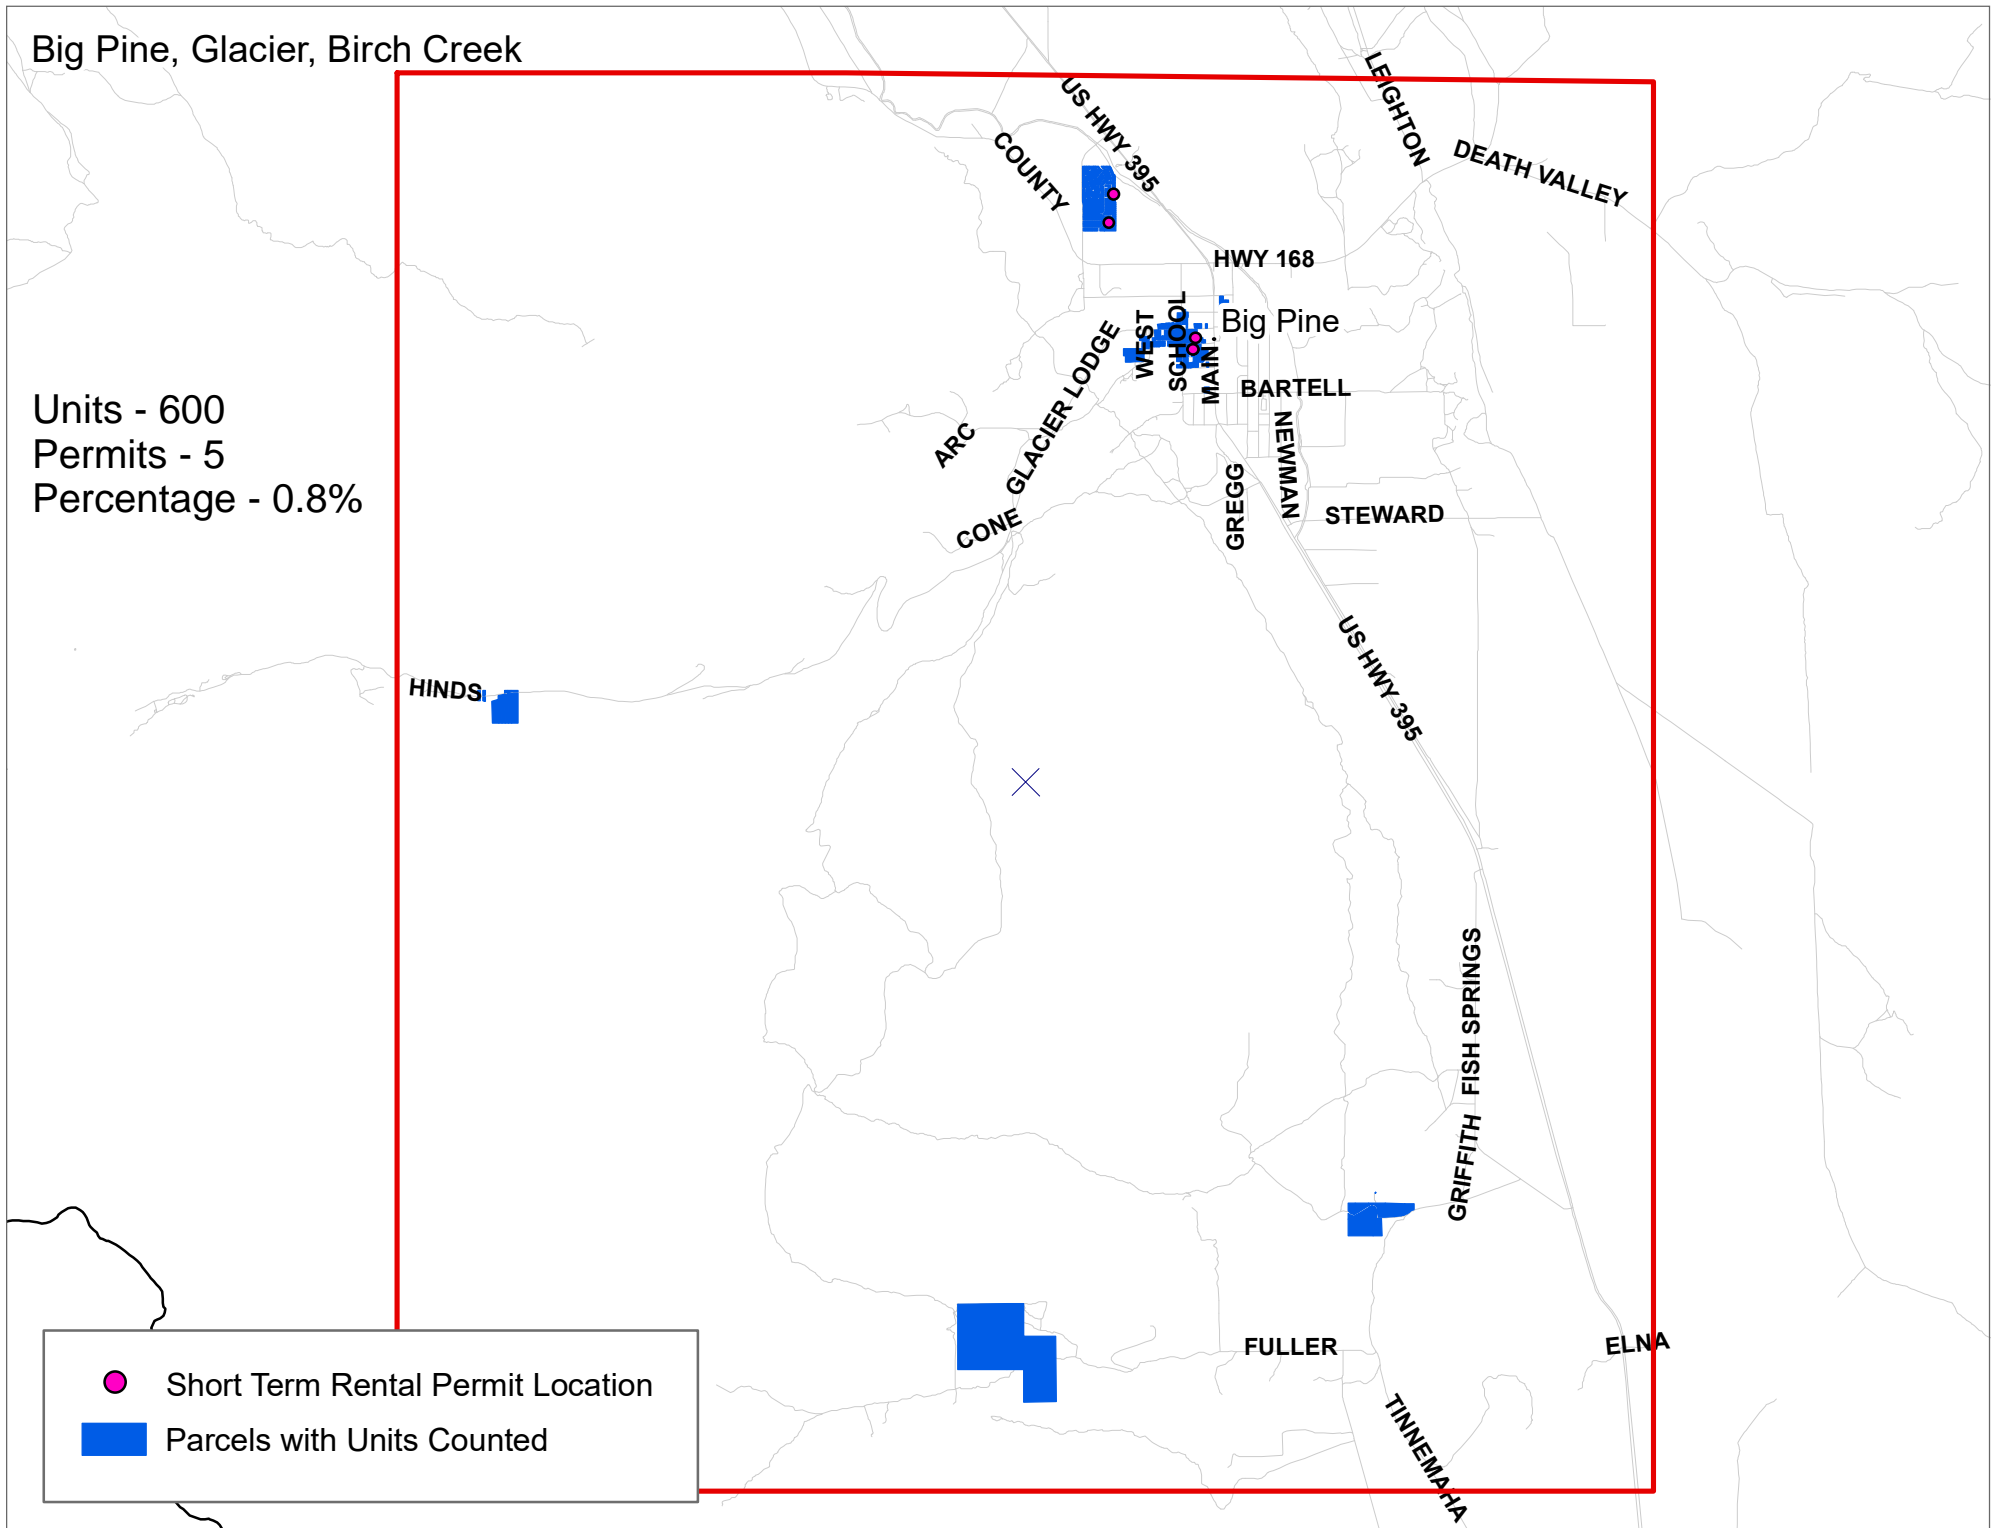 Big Pine, Glacier, Birch Creek
LEIGHTON
US HWY 395
COUNTY
DEATH VALLEY
HWY 168
Big Pine
WEST
SCHOOL
MAIN.
GLACIER LODGE
BARTELL
Units - 600
Permits - 5
Percentage - 0.8%
ARC
NEWMAN
GREGG
CONE
STEWARD
US HWY 395
HINDS
FISH SPRINGS
GRIFFITH
FULLER
ELNA
TINNEMAHA
Short Term Rental Permit Location
Parcels with Units Counted